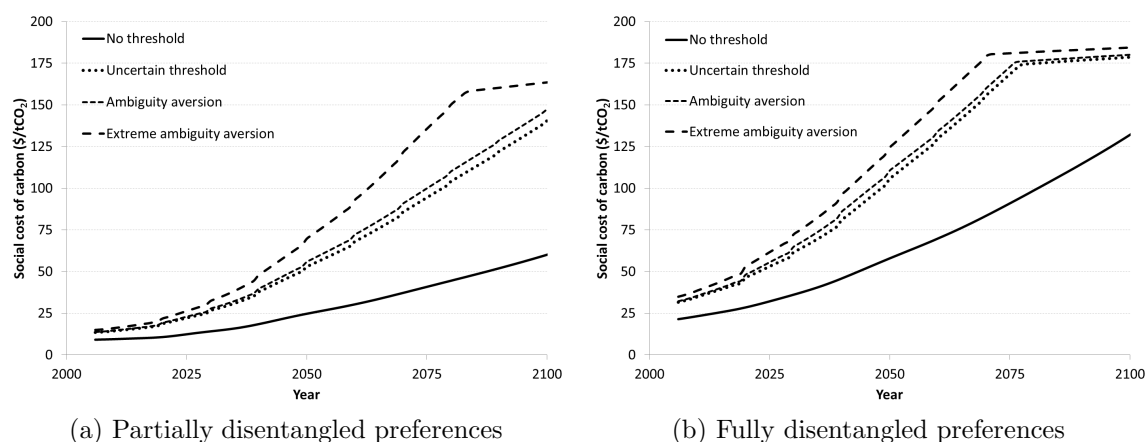 200
175
150
125
100
75
50
25
0
Social cost of carbon ($/tCO₂)
No threshold
Uncertain threshold
Ambiguity aversion
Extreme ambiguity aversion
2000 2025 2050 2075 2100
Year
(a) Partially disentangled preferences
200
175
150
125
100
75
50
25
0
Social cost of carbon ($/tCO₂)
No threshold
Uncertain threshold
Ambiguity aversion
Extreme ambiguity aversion
2000 2025 2050 2075 2100
Year
(b) Fully disentangled preferences